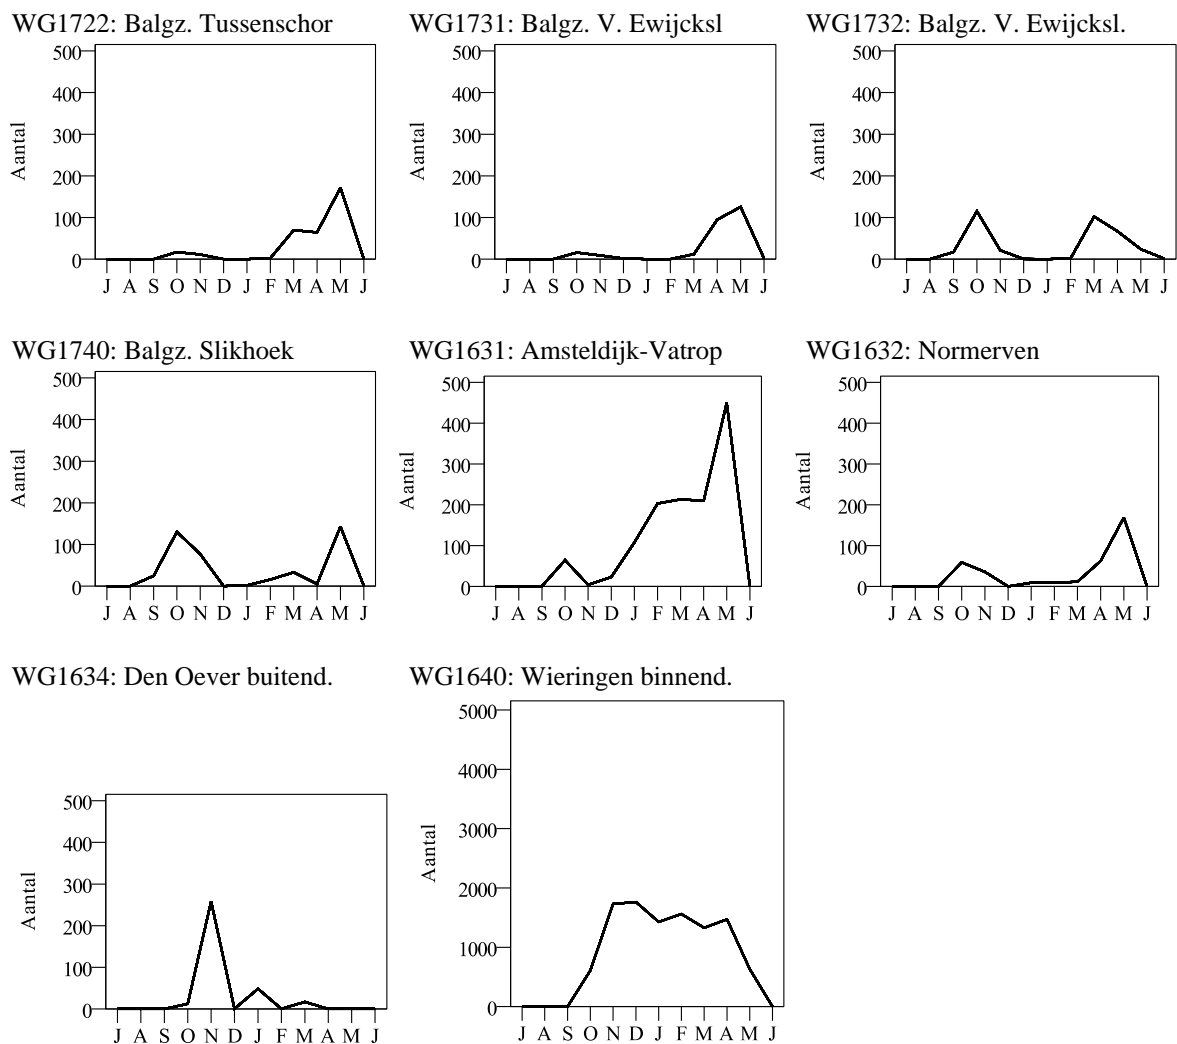 WG1722: Balgz. Tussenschor
500
400
300
200
100
0
Aantal
J A S O N D J F M A M J
WG1731: Balgz. V. Ewijcksl
500
400
300
200
100
0
Aantal
J A S O N D J F M A M J
WG1732: Balgz. V. Ewijcksl.
500
400
300
200
100
0
Aantal
J A S O N D J F M A M J
WG1740: Balgz. Slikhoek
500
400
300
200
100
0
Aantal
J A S O N D J F M A M J
WG1631: Amsteldijk-Vatrop
500
400
300
200
100
0
Aantal
J A S O N D J F M A M J
WG1632: Normerven
500
400
300
200
100
0
Aantal
J A S O N D J F M A M J
WG1634: Den Oever buitend.
500
400
300
200
100
0
Aantal
J A S O N D J F M A M J
WG1640: Wieringen binnend.
5000
4000
3000
2000
1000
0
Aantal
J A S O N D J F M A M J